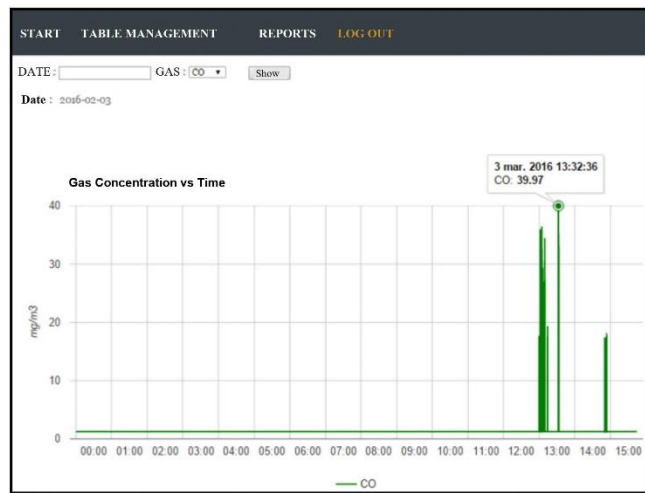 START TABLE MANAGEMENT REPORTS LOG OUT
DATE : GAS : CO Show
Date : 2016-02-03
3 mar. 2016 13:32:36
CO: 39.97
Gas Concentration vs Time
40
30
20
10
0
mg/m3
00:00 01:00 02:00 03:00 04:00 05:00 06:00 07:00 08:00 09:00 10:00 11:00 12:00 13:00 14:00 15:00
CO